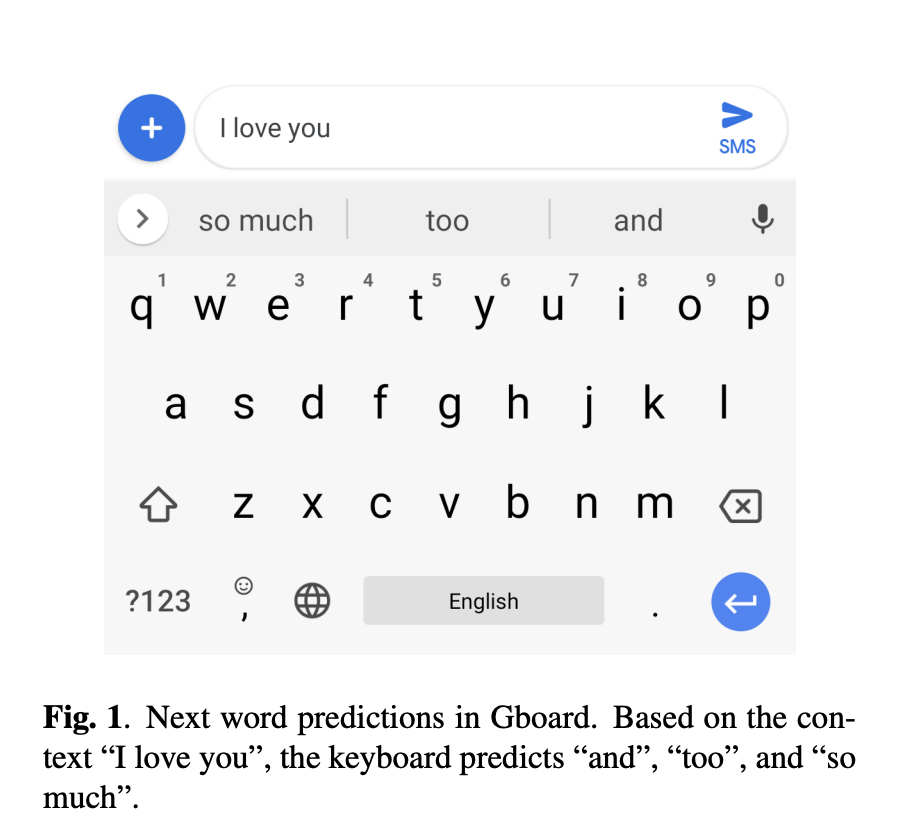 I love you
SMS
so much too and
1 2 3 4 5 6 7 8 9 0
q w e r t y u i o p
a s d f g h j k l
z x c v b n m
?123 , English .
Fig. 1. Next word predictions in Gboard. Based on the con-
text “I love you”, the keyboard predicts “and”, “too”, and “so
much”.